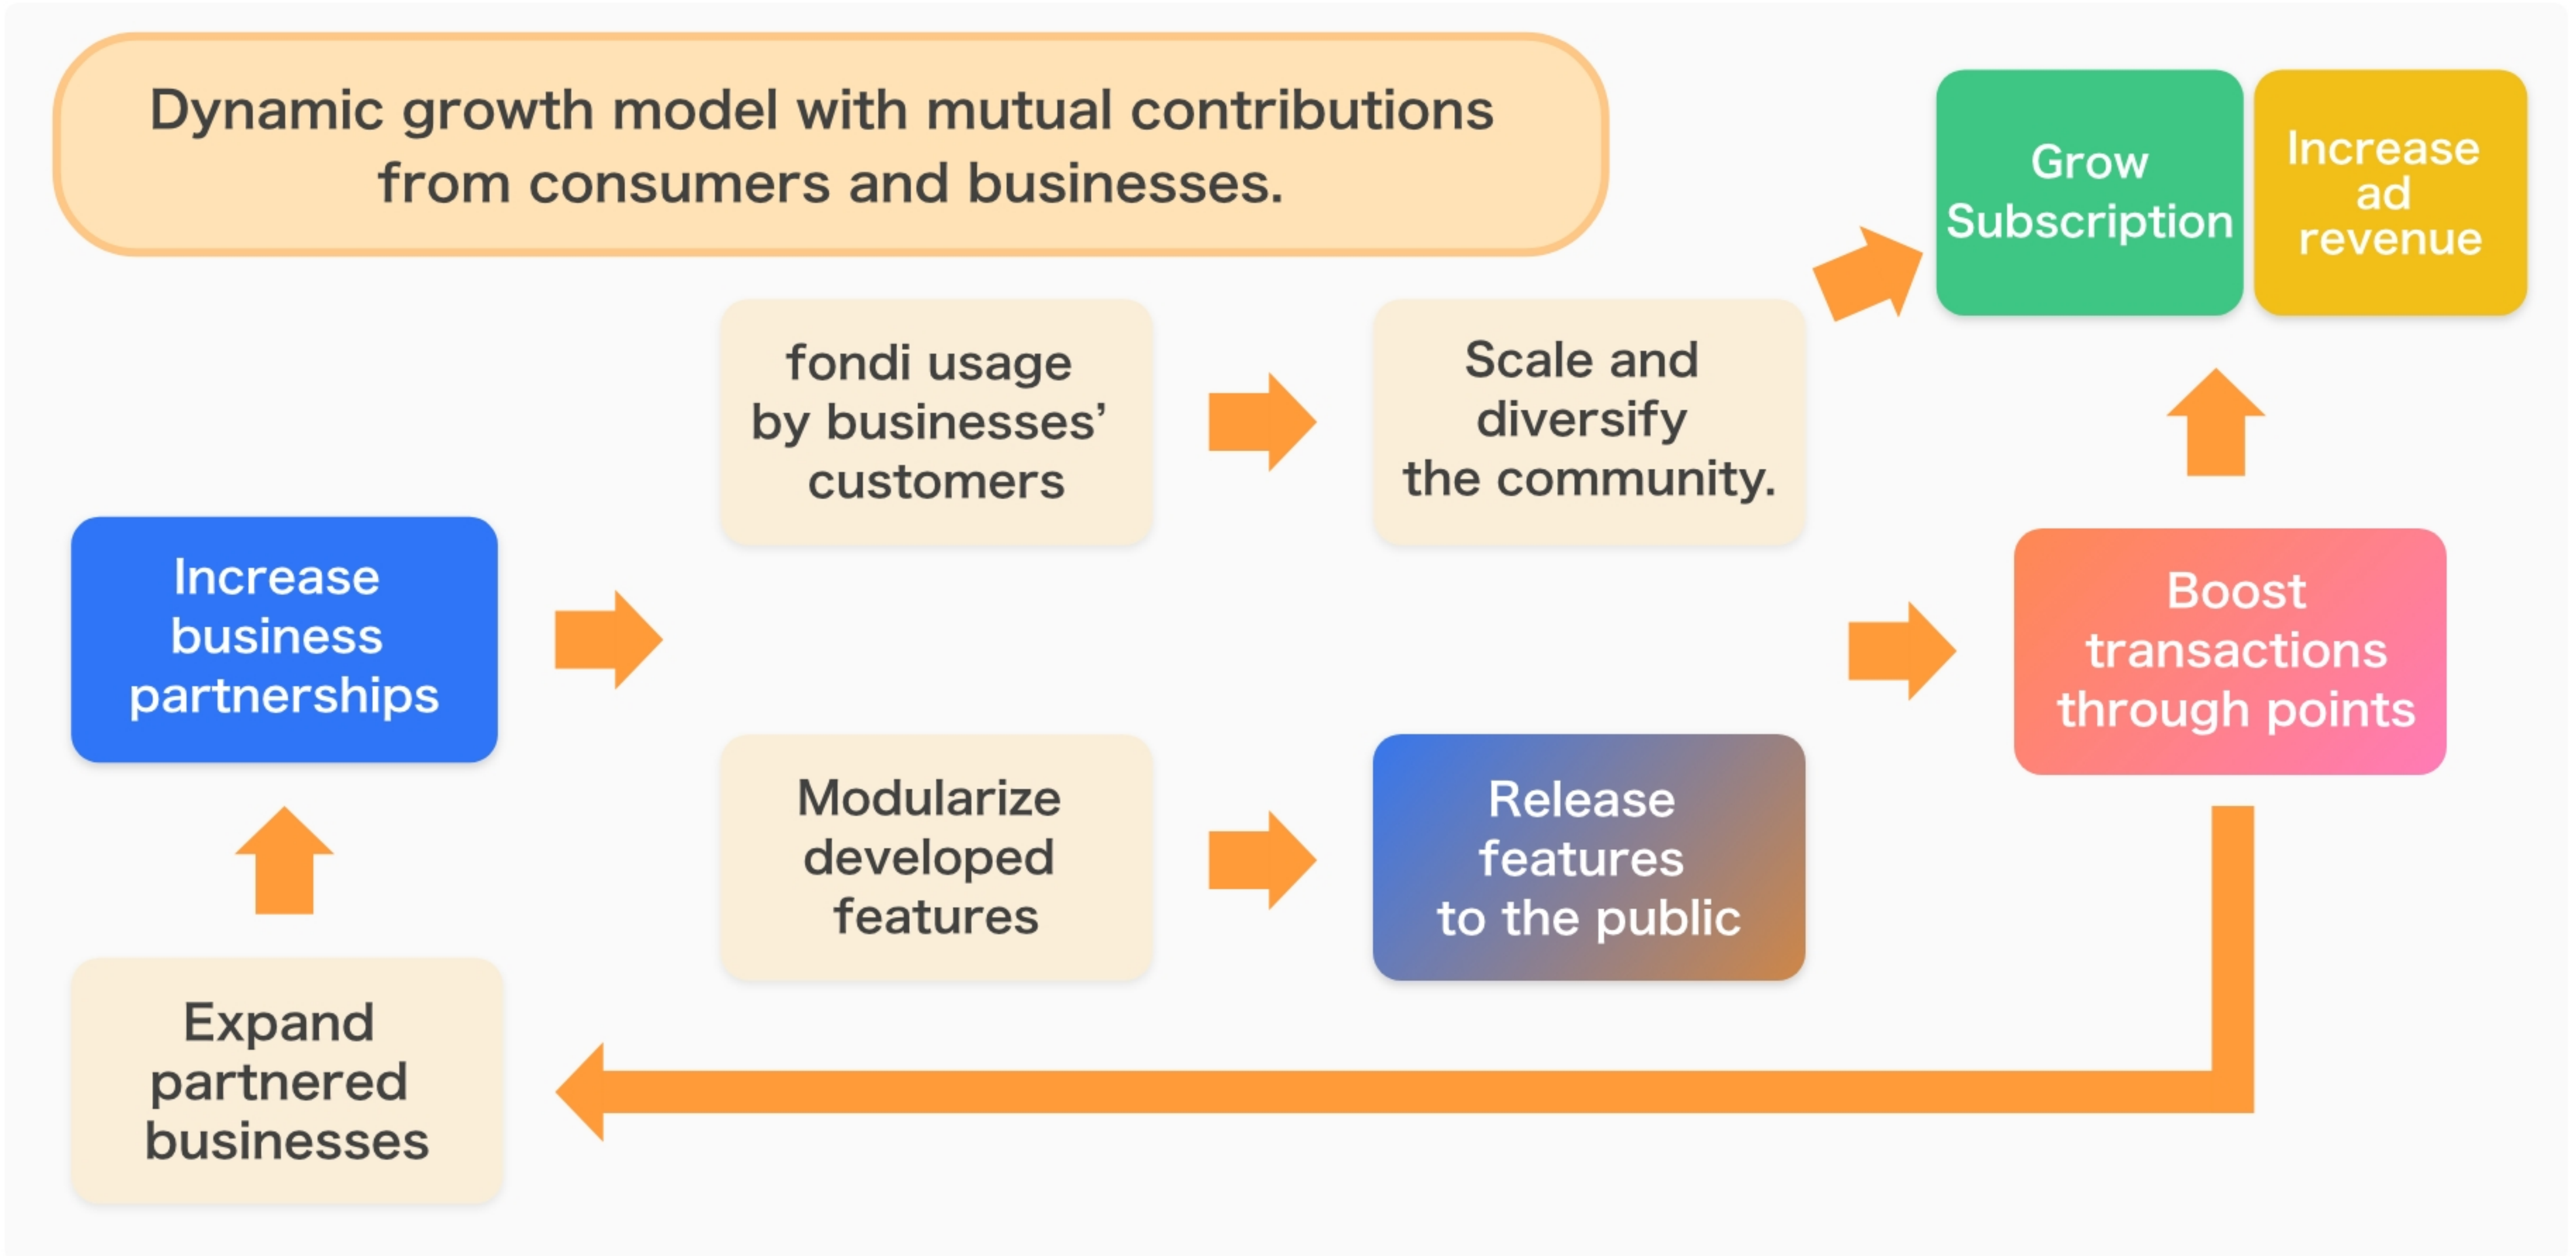 Dynamic growth model with mutual contributions
from consumers and businesses.
Grow
Subscription
Increase
ad
revenue
fondi usage
by businesses’
customers
Scale and
diversify
the community.
Increase
business
partnerships
Boost
transactions
through points
Modularize
developed
features
Release
features
to the public
Expand
partnered
businesses